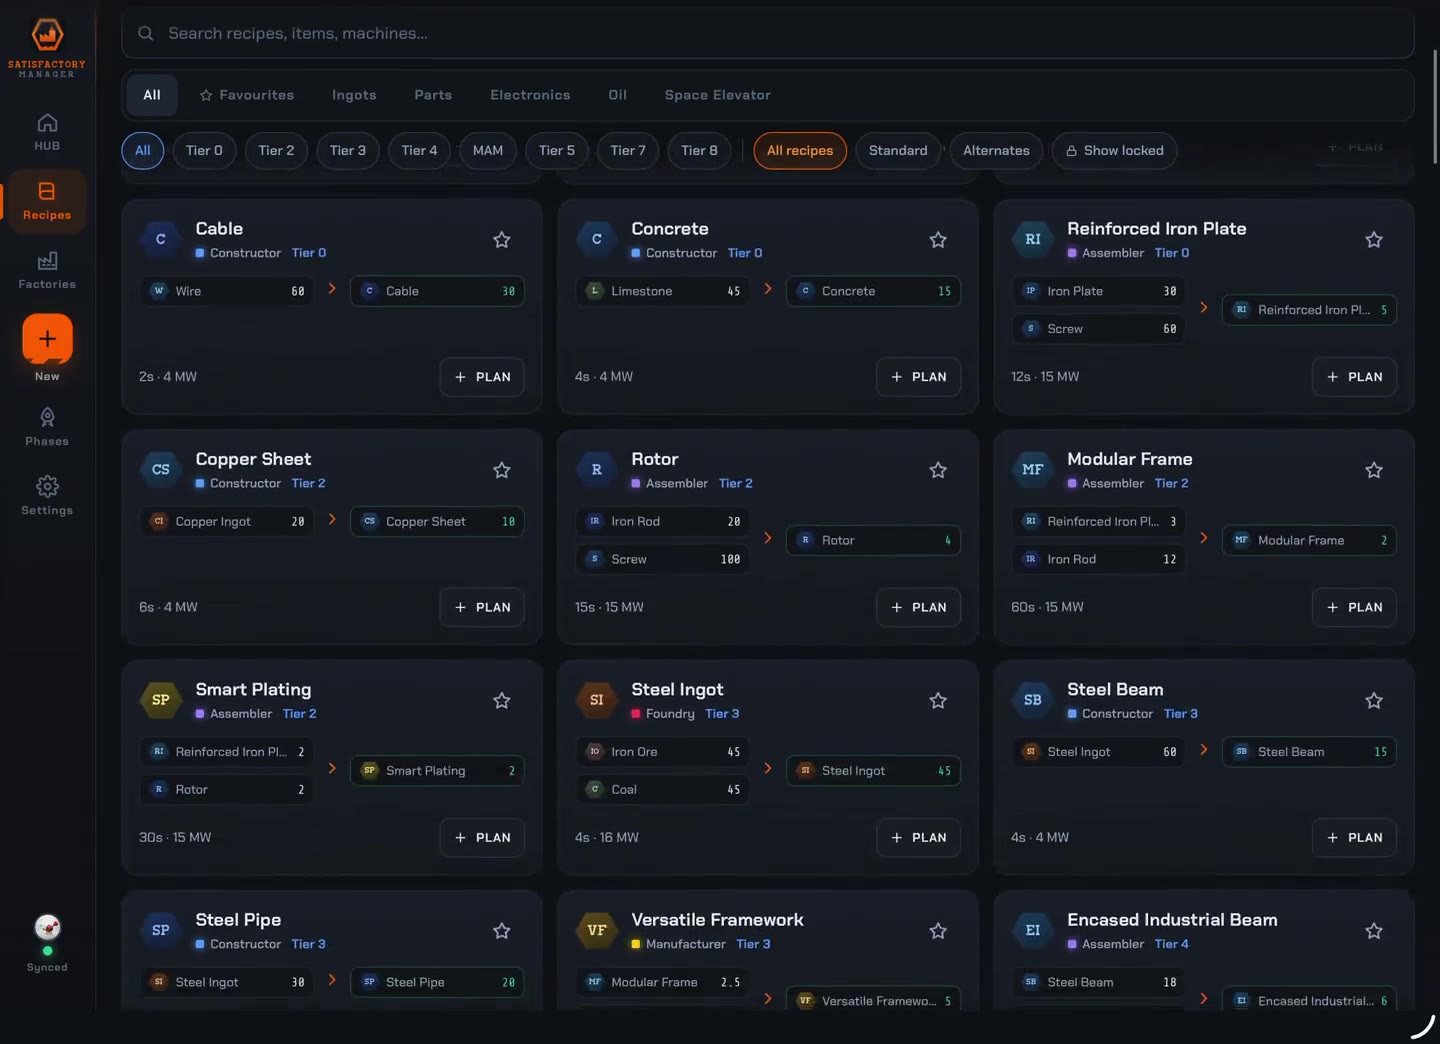 SATISFACTORY
MANAGER
HUB
Recipes
Factories
New
Phases
Settings
Synced
Search recipes, items, machines...
All
Favourites
Ingots
Parts
Electronics
Oil
Space Elevator
All
Tier 0
Tier 2
Tier 3
Tier 4
MAM
Tier 5
Tier 7
Tier 8
All recipes
Standard
Alternates
Show locked
+ PLAN
C
Cable
Constructor Tier 0
W Wire 60
C Cable 30
2s · 4 MW
+ PLAN
C
Concrete
Constructor Tier 0
L Limestone 45
C Concrete 15
4s · 4 MW
+ PLAN
RI
Reinforced Iron Plate
Assembler Tier 0
IP Iron Plate 30
S Screw 60
RI Reinforced Iron Pl... 5
12s · 15 MW
+ PLAN
CS
Copper Sheet
Constructor Tier 2
CI Copper Ingot 20
CS Copper Sheet 10
6s · 4 MW
+ PLAN
R
Rotor
Assembler Tier 2
IR Iron Rod 20
S Screw 100
R Rotor 4
15s · 15 MW
+ PLAN
MF
Modular Frame
Assembler Tier 2
RI Reinforced Iron Pl... 3
IR Iron Rod 12
MF Modular Frame 2
60s · 15 MW
+ PLAN
SP
Smart Plating
Assembler Tier 2
RI Reinforced Iron Pl... 2
R Rotor 2
SP Smart Plating 2
30s · 15 MW
+ PLAN
SI
Steel Ingot
Foundry Tier 3
IO Iron Ore 45
C Coal 45
SI Steel Ingot 45
4s · 16 MW
+ PLAN
SB
Steel Beam
Constructor Tier 3
SI Steel Ingot 60
SB Steel Beam 15
4s · 4 MW
+ PLAN
SP
Steel Pipe
Constructor Tier 3
SI Steel Ingot 30
SP Steel Pipe 20
VF
Versatile Framework
Manufacturer Tier 3
MF Modular Frame 2.5
VF Versatile Framewo... 5
EI
Encased Industrial Beam
Assembler Tier 4
SB Steel Beam 18
EI Encased Industrial... 6